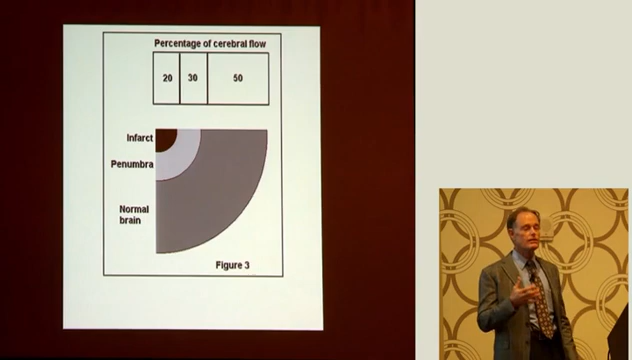 Percentage of cerebral flow
20 30 50
Infarct
Penumbra
Normal
brain
Figure 3